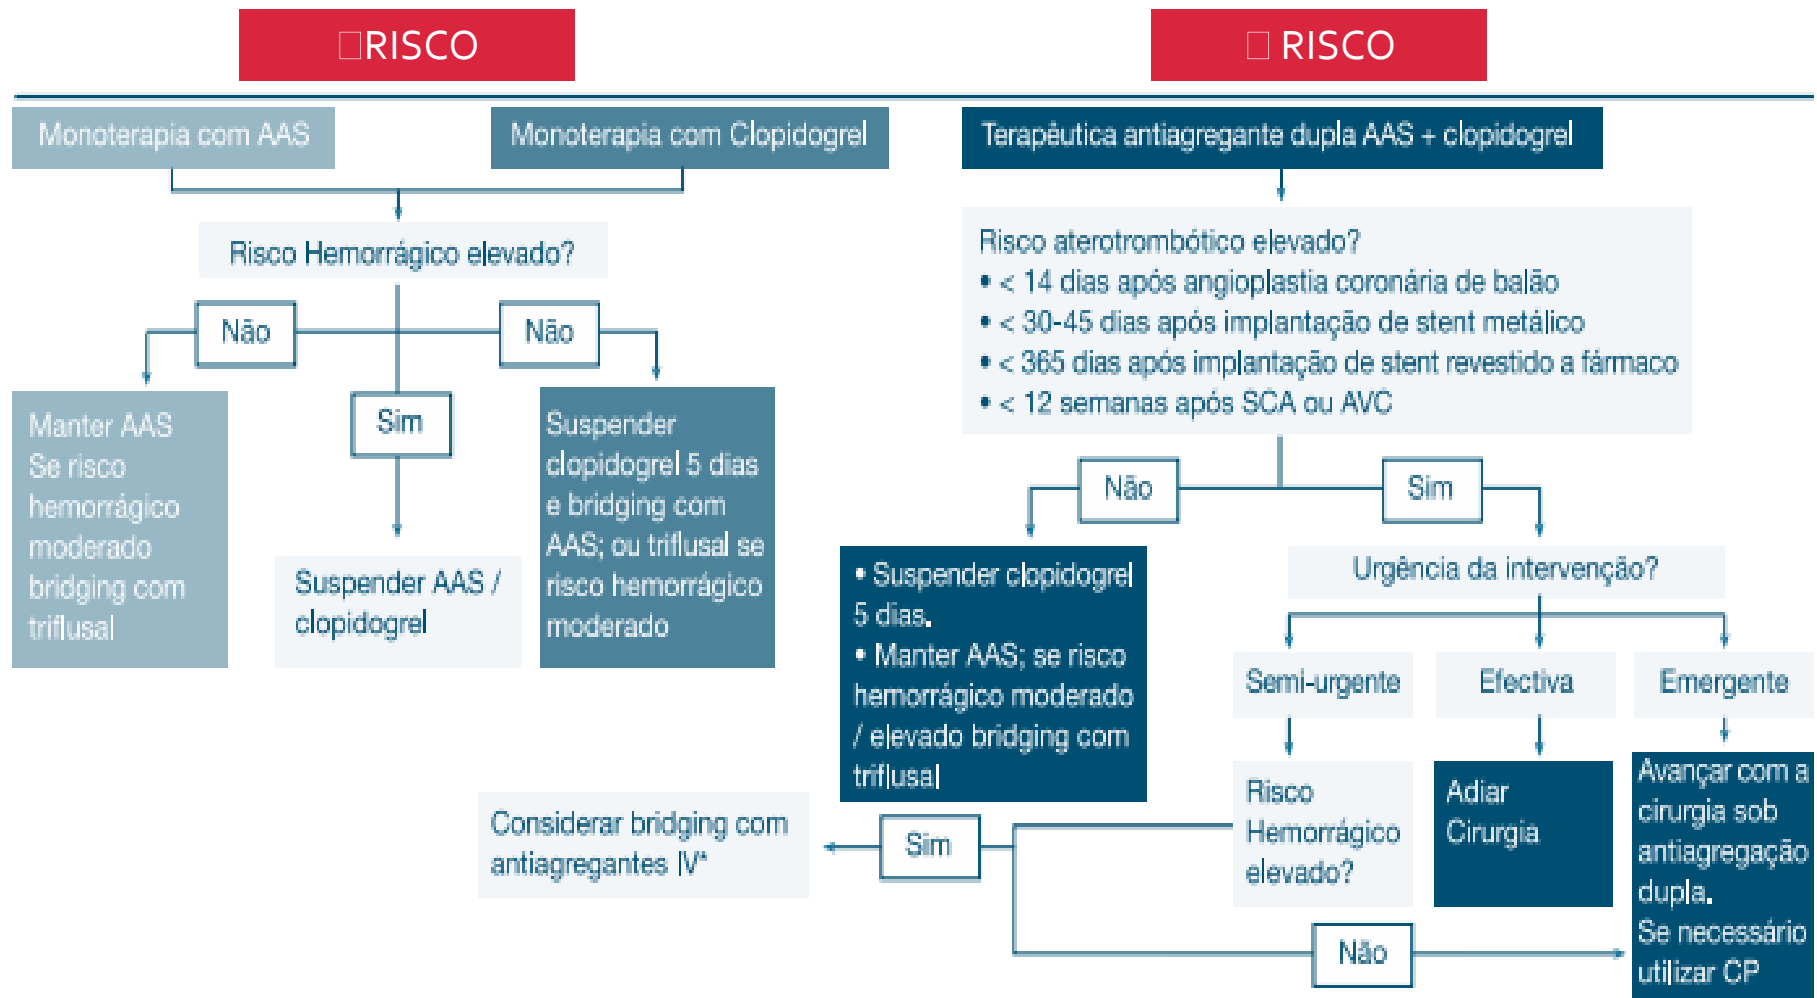 RISCO
RISCO
Monoterapia com AAS
Monoterapia com Clopidogrel
Terapêutica antiagregante dupla AAS + clopidogrel
Risco Hemorrágico elevado?
Não
Não
Sim
Manter AAS
Se risco
hemorrágico
moderado
bridging com
triflusal
Suspender AAS /
clopidogrel
Suspender
clopidogrel 5 dias
e bridging com
AAS; ou triflusal se
risco hemorrágico
moderado
Risco aterotrombótico elevado?
• < 14 dias após angioplastia coronária de balão
• < 30-45 dias após implantação de stent metálico
• < 365 dias após implantação de stent revestido a fármaco
• < 12 semanas após SCA ou AVC
Não
Sim
• Suspender clopidogrel
5 dias.
• Manter AAS; se risco
hemorrágico moderado
/ elevado bridging com
triflusal
Urgência da intervenção?
Semi-urgente
Efectiva
Emergente
Risco
Hemorrágico
elevado?
Adiar
Cirurgia
Avançar com a
cirurgia sob
antiagregação
dupla.
Se necessário
utilizar CP
Sim
Considerar bridging com
antiagregantes IV*
Não